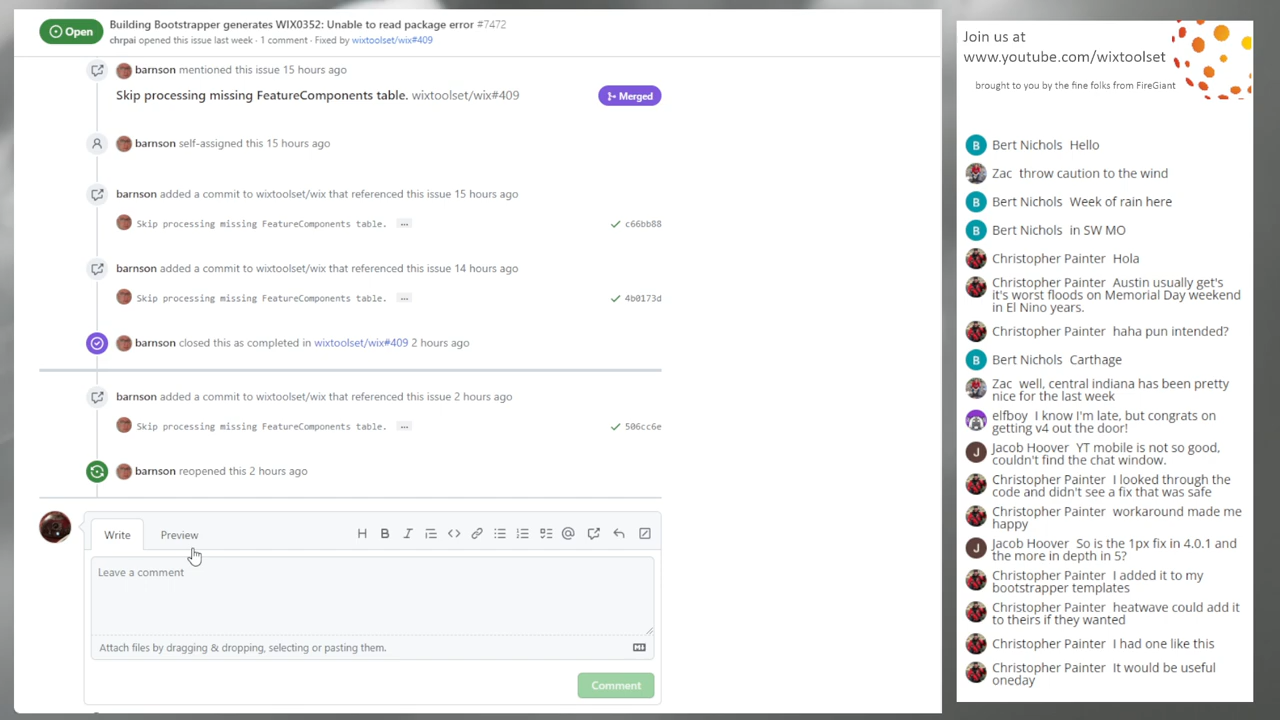 Open
Building Bootstrapper generates WIX0352: Unable to read package error #7472
chrpai opened this issue last week · 1 comment · Fixed by wixtoolset/wix#409
barnson mentioned this issue 15 hours ago
Skip processing missing FeatureComponents table. wixtoolset/wix#409
Merged
barnson self-assigned this 15 hours ago
barnson added a commit to wixtoolset/wix that referenced this issue 15 hours ago
Skip processing missing FeatureComponents table. ...
c66bb88
barnson added a commit to wixtoolset/wix that referenced this issue 14 hours ago
Skip processing missing FeatureComponents table. ...
4b0173d
barnson closed this as completed in wixtoolset/wix#409 2 hours ago
barnson added a commit to wixtoolset/wix that referenced this issue 2 hours ago
Skip processing missing FeatureComponents table. ...
506cc6e
barnson reopened this 2 hours ago
Write
Preview
Leave a comment
Attach files by dragging & dropping, selecting or pasting them.
Comment
Join us at
www.youtube.com/wixtoolset
brought to you by the fine folks from FireGiant
B Bert Nichols Hello
Zac throw caution to the wind
B Bert Nichols Week of rain here
B Bert Nichols in SW MO
Christopher Painter Hola
Christopher Painter Austin usually get's
it's worst floods on Memorial Day weekend
in El Nino years.
Christopher Painter haha pun intended?
B Bert Nichols Carthage
Zac well, central indiana has been pretty
nice for the last week
elfboy I know I'm late, but congrats on
getting v4 out the door!
J Jacob Hoover YT mobile is not so good,
couldn't find the chat window.
Christopher Painter I looked through the
code and didn't see a fix that was safe
Christopher Painter workaround made me
happy
J Jacob Hoover So is the 1px fix in 4.0.1 and
the more in depth in 5?
Christopher Painter I added it to my
bootstrapper templates
Christopher Painter heatwave could add it
to theirs if they wanted
Christopher Painter I had one like this
Christopher Painter It would be useful
oneday